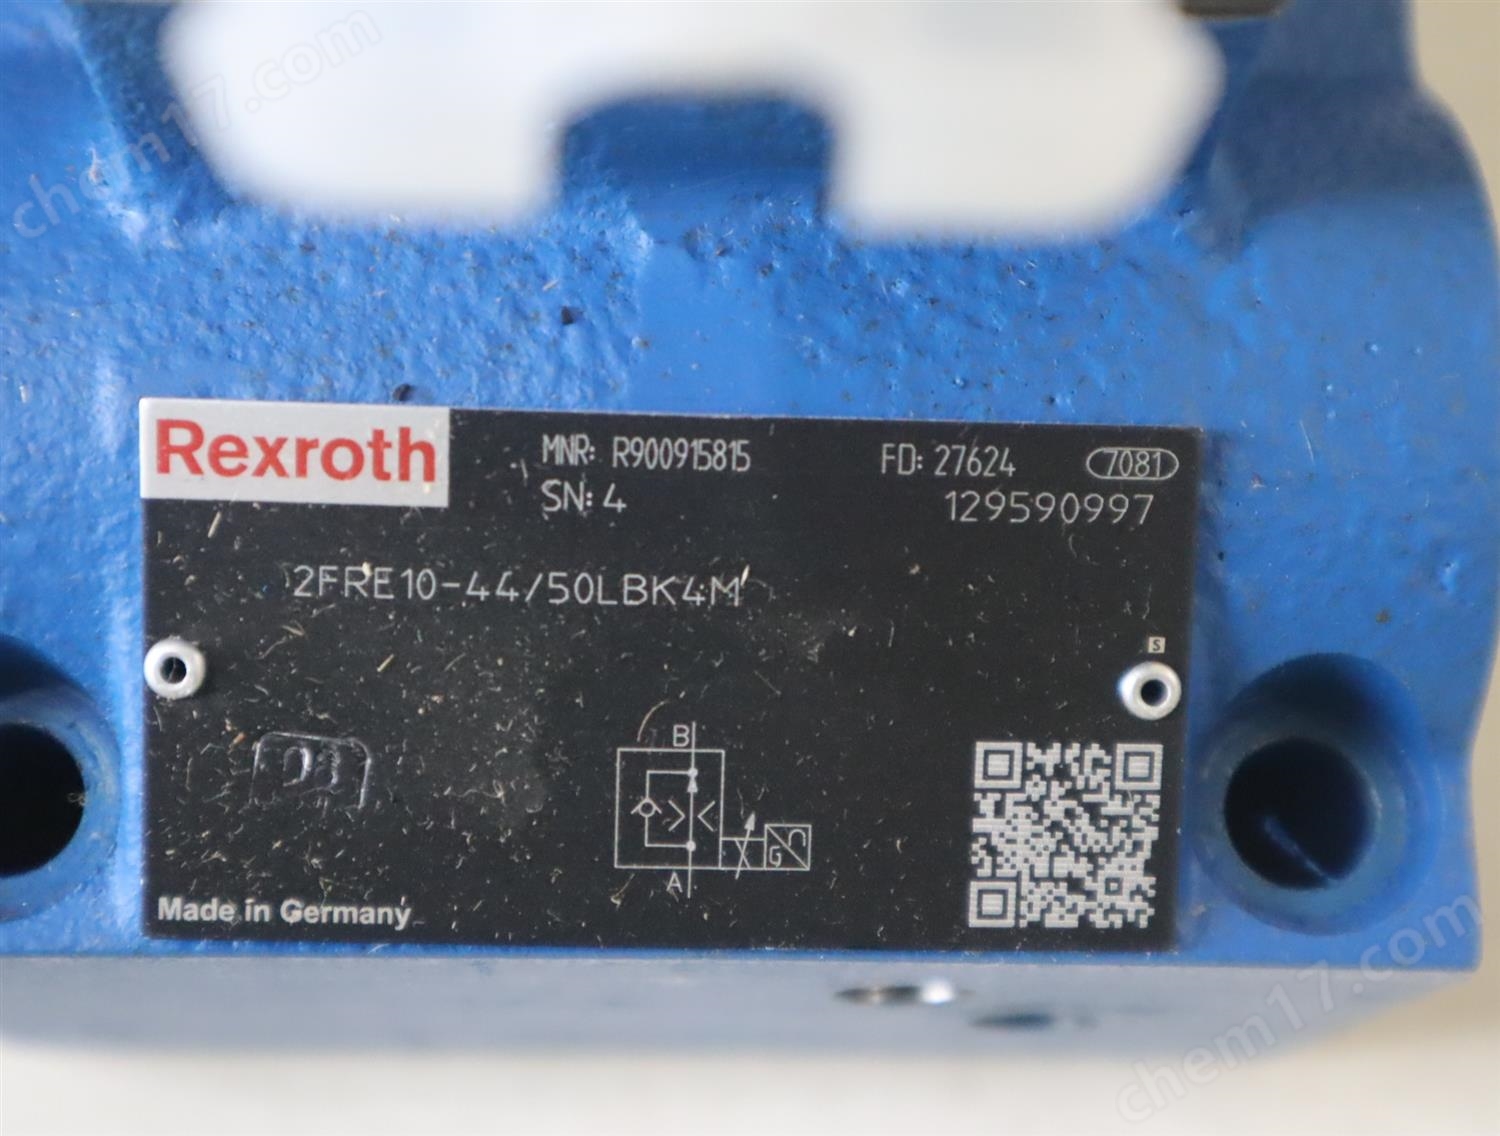 chem17.com
Rexroth
MNR: R900915815
FD: 27624
7081
SN: 4
129590997
2FRE10-44/50LBK4M
S
B
G
A
Made in Germany
chem17.com